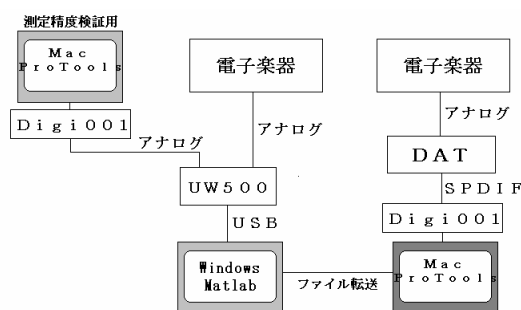 測定精度検証用
Ｍａｃ
ＰｒｏＴｏｏｌｓ
Ｄｉｇｉ００１
アナログ
電子楽器
アナログ
ＵＷ５００
ＵＳＢ
Windows
Matlab
ファイル転送
電子楽器
アナログ
ＤＡＴ
ＳＰＤＩＦ
Ｄｉｇｉ００１
Ｍａｃ
ＰｒｏＴｏｏｌｓ